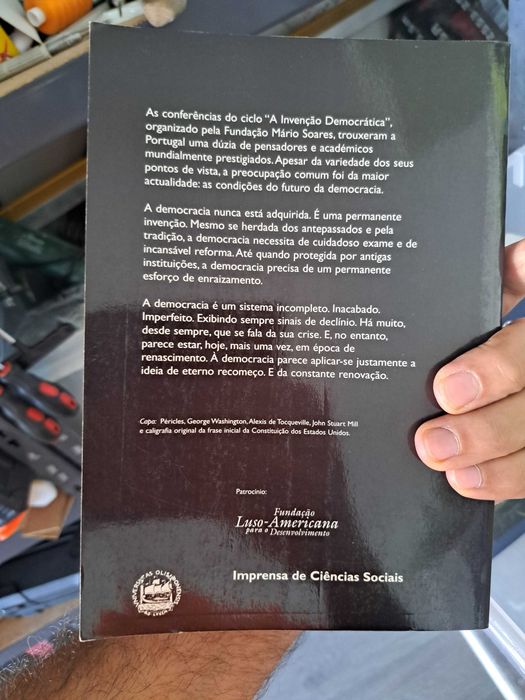 As conferências do ciclo "A Invenção Democrática",
organizado pela Fundação Mário Soares, trouxeram a
Portugal uma dúzia de pensadores e académicos
mundialmente prestigiados. Apesar da variedade dos seus
pontos de vista, a preocupação comum foi da maior
actualidade: as condições do futuro da democracia.
A democracia nunca está adquirida. É uma permanente
invenção. Mesmo se herdada dos antepassados e pela
tradição, a democracia necessita de cuidadoso exame e de
incansável reforma. Até quando protegida por antigas
instituições, a democracia precisa de um permanente
esforço de enraizamento.
A democracia é um sistema incompleto. Inacabado.
Imperfeito. Exibindo sempre sinais de declínio. Há muito,
desde sempre, que se fala da sua crise. E, no entanto,
parece estar, hoje, mais uma vez, em época de
renascimento. À democracia parece aplicar-se justamente a
ideia de eterno recomeço. E da constante renovação.
Capa: Péricles, George Washington, Alexis de Tocqueville, John Stuart Mill
e caligrafia original da frase inicial da Constituição dos Estados Unidos.
Patrocínio:
Fundação
Luso-Americana
para o Desenvolvimento
Imprensa de Ciências Sociais